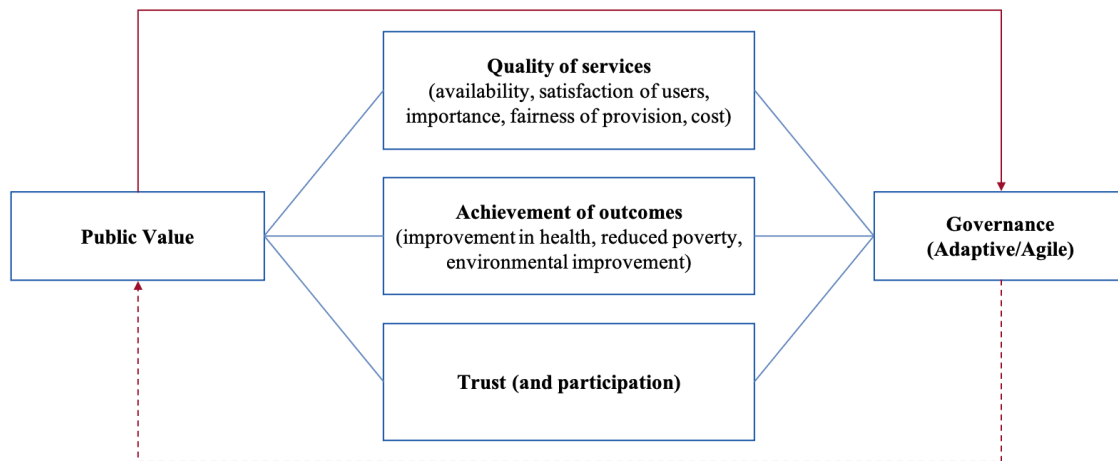 Quality of services
(availability, satisfaction of users,
importance, fairness of provision, cost)
Public Value
Achievement of outcomes
(improvement in health, reduced poverty,
environmental improvement)
Governance
(Adaptive/Agile)
Trust (and participation)